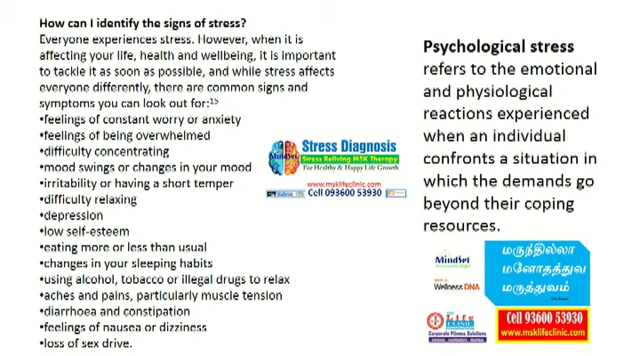 How can I identify the signs of stress?
Everyone experiences stress. However, when it is
affecting your life, health and wellbeing, it is important
to tackle it as soon as possible, and while stress affects
everyone differently, there are common signs and
symptoms you can look out for:15
•feelings of constant worry or anxiety
•feelings of being overwhelmed
•difficulty concentrating
•mood swings or changes in your mood
•irritability or having a short temper
•difficulty relaxing
•depression
•low self-esteem
•eating more or less than usual
•changes in your sleeping habits
•using alcohol, tobacco or illegal drugs to relax
•aches and pains, particularly muscle tension
•diarrhoea and constipation
•feelings of nausea or dizziness
•loss of sex drive.
MindSet
Stress Diagnosis
Stress Reliving MSK Therapy
For Healthy & Happy Life Growth
www.msklifeclinic.com
Cell 093600 53930
Psychological stress
refers to the emotional
and physiological
reactions experienced
when an individual
confronts a situation in
which the demands go
beyond their coping
resources.
MindSet
Wellness DNA
மருந்தில்லா
மனோதத்துவ
மருத்துவம்
Life
CLINIC
Corporate Fitness Solutions
Cell 93600 53930
www.msklifeclinic.com